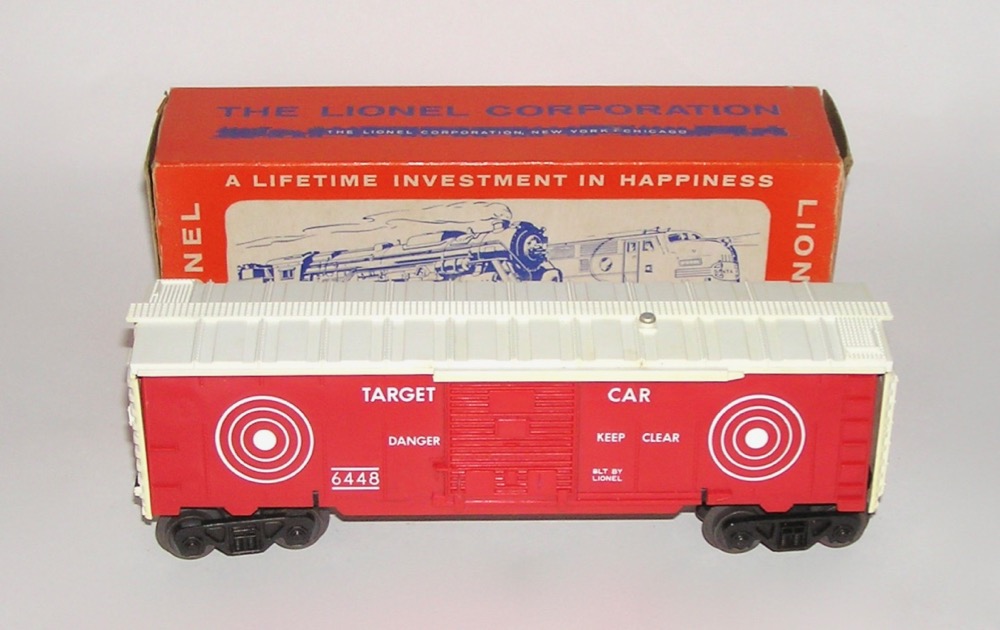 THE LIONEL CORPORATION
THE LIONEL CORPORATION, NEW YORK - CHICAGO
A LIFETIME INVESTMENT IN HAPPINESS
NEL
LION
TARGET CAR
DANGER KEEP CLEAR
6448
BLT BY
LIONEL